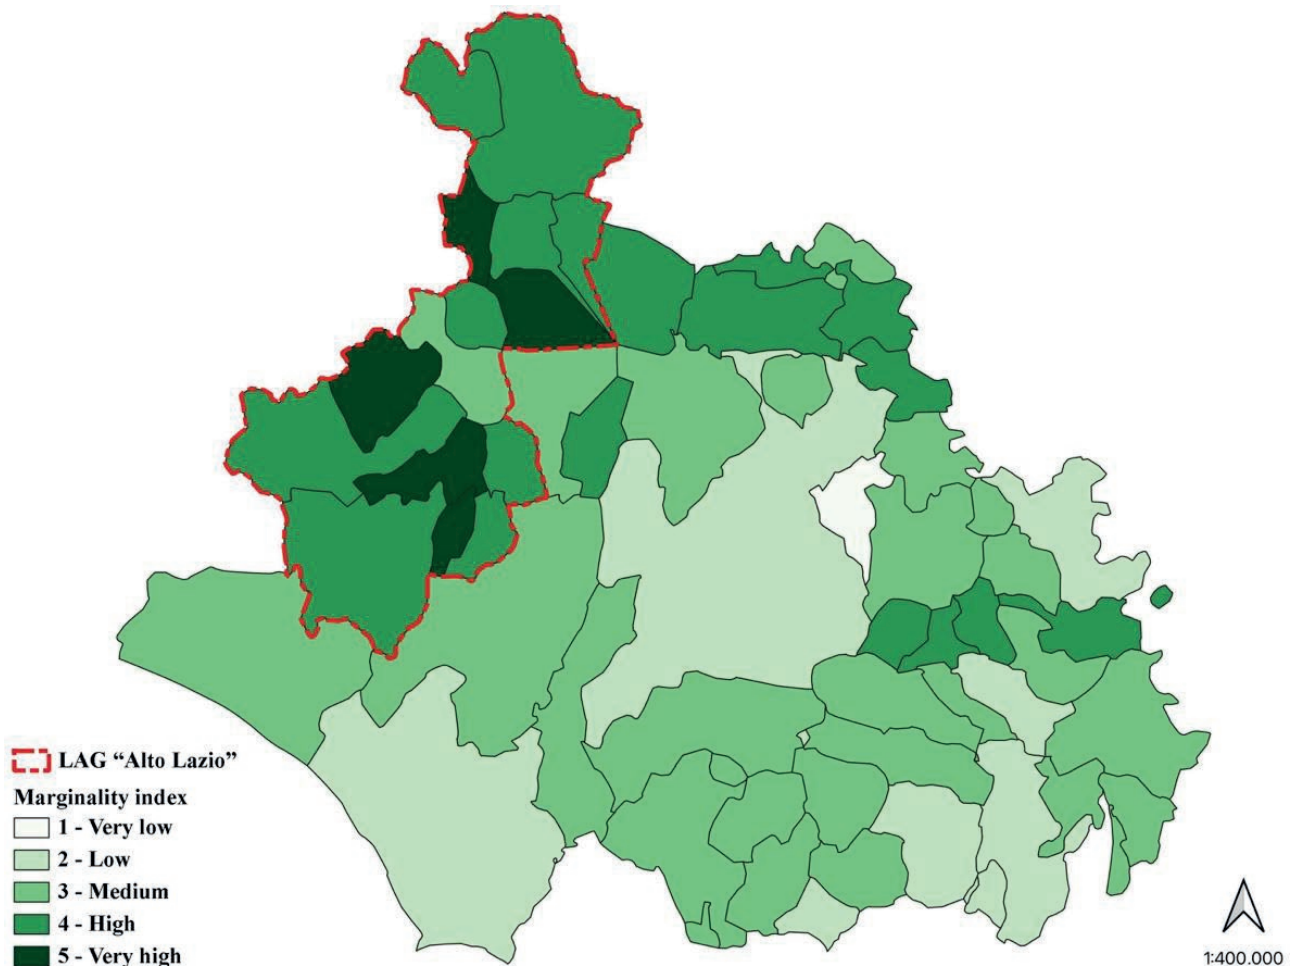 LAG “Alto Lazio”
Marginality index
1 - Very low
2 - Low
3 - Medium
4 - High
5 - Very high
1:400.000